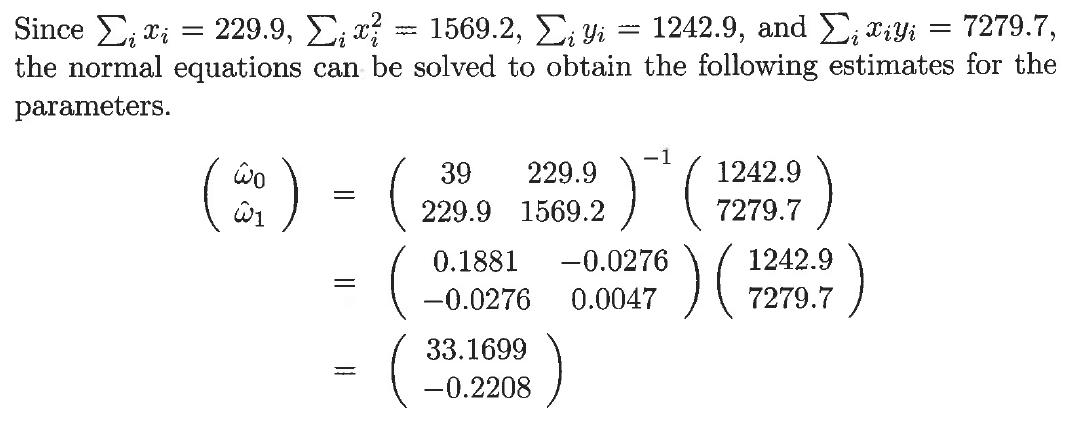 Since ∑ᵢ xᵢ = 229.9, ∑ᵢ xᵢ² = 1569.2, ∑ᵢ yᵢ = 1242.9, and ∑ᵢ xᵢyᵢ = 7279.7,
the normal equations can be solved to obtain the following estimates for the
parameters.
( ω̂₀ ω̂₁ ) = ( 39 229.9 229.9 1569.2 )⁻¹ ( 1242.9 7279.7 )
= ( 0.1881 −0.0276 −0.0276 0.0047 ) ( 1242.9 7279.7 )
= ( 33.1699 −0.2208 )